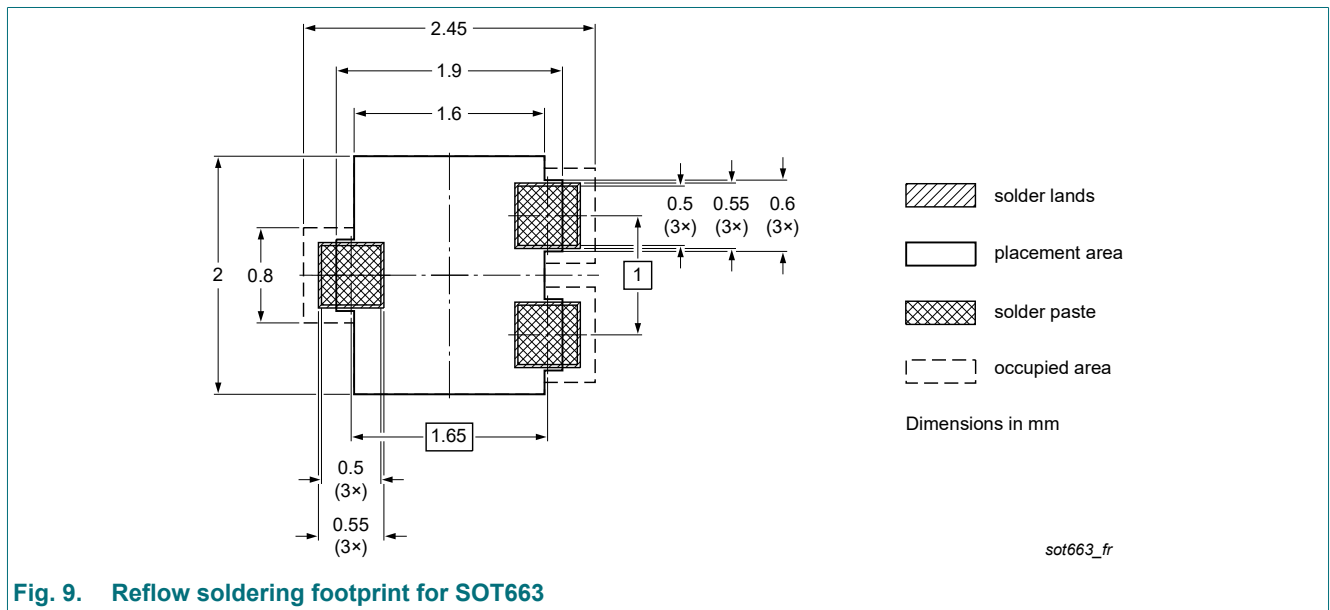 2.45
1.9
1.6
2
0.8
0.5
(3×)
0.55
(3×)
0.6
(3×)
1
1.65
0.5
(3×)
0.55
(3×)
solder lands
placement area
solder paste
occupied area
Dimensions in mm
sot663_fr
Fig. 9. Reflow soldering footprint for SOT663